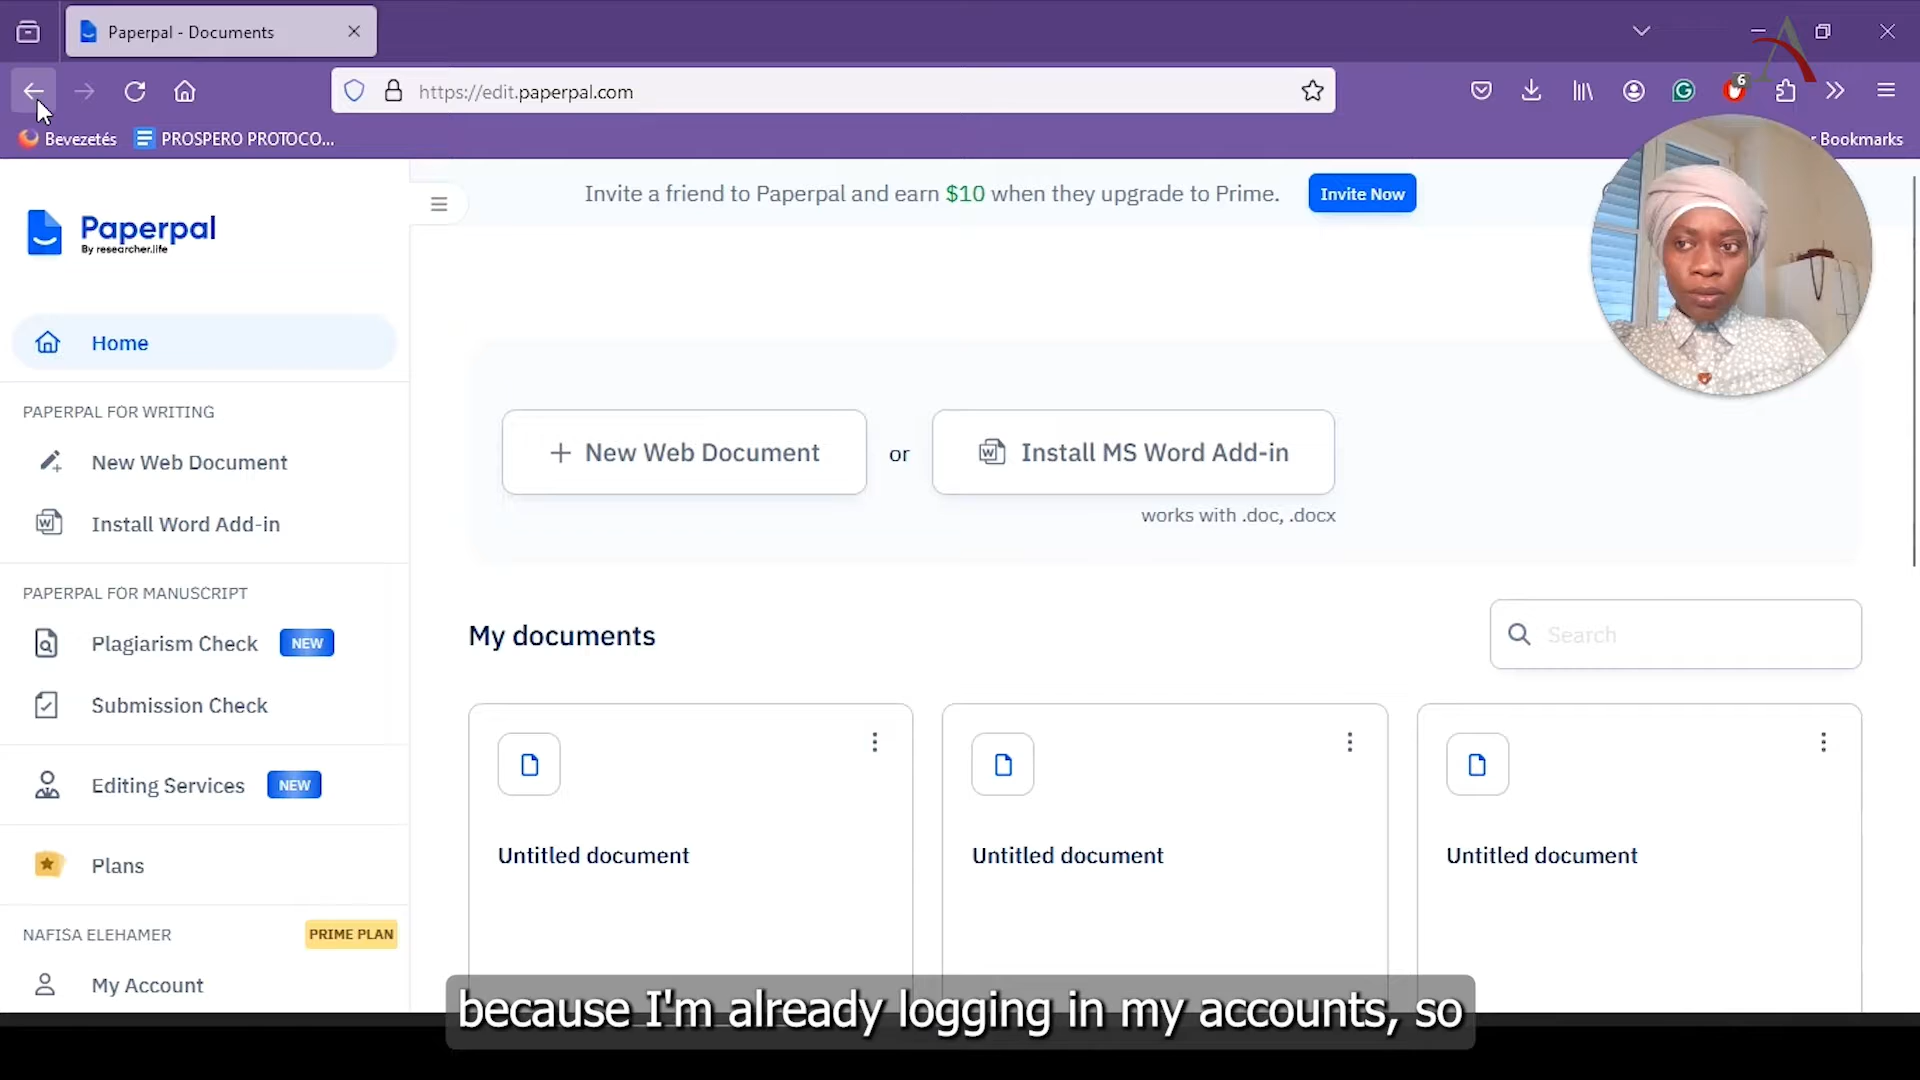 Paperpal - Documents
https://edit.paperpal.com
6
Bevezetés
PROSPERO PROTOCO...
Bookmarks
Invite a friend to Paperpal and earn $10 when they upgrade to Prime.
Invite Now
Paperpal
By researcher.life
Home
PAPERPAL FOR WRITING
New Web Document
Install Word Add-in
PAPERPAL FOR MANUSCRIPT
Plagiarism Check NEW
Submission Check
Editing Services NEW
Plans
NAFISA ELEHAMER PRIME PLAN
My Account
+ New Web Document
or
Install MS Word Add-in
works with .doc, .docx
My documents
Search
Untitled document
Untitled document
Untitled document
because I'm already logging in my accounts, so